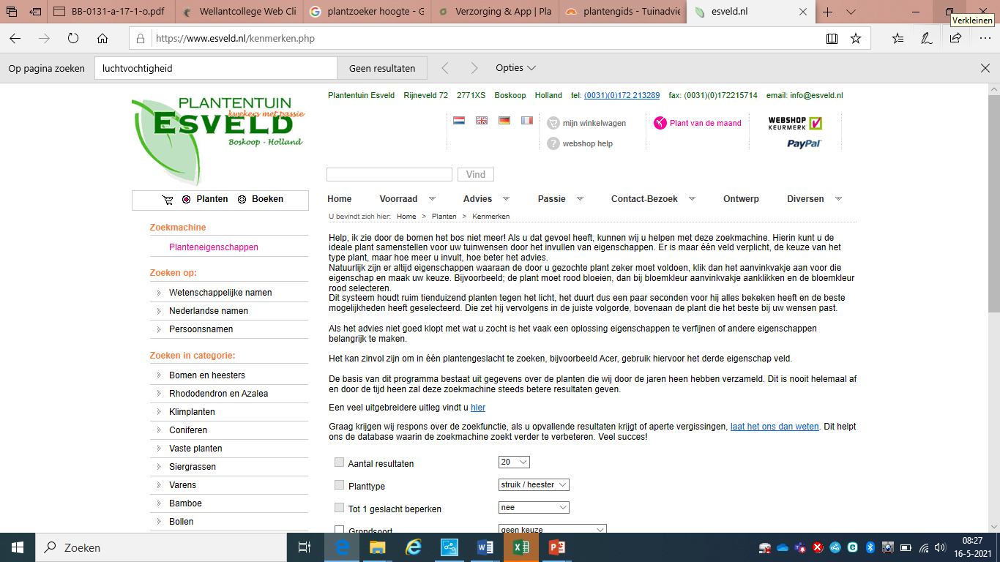 BB-0131-a-17-1-o.pdf
Wellantcollege Web Cli
plantzoeker hoogte - G
Verzorging & App | Pla
plantengids - Tuinadvie
esveld.nl
Verkleinen
https://www.esveld.nl/kenmerken.php
Op pagina zoeken
luchtvochtigheid
Geen resultaten
Opties
PLANTENTUIN
kwekers met passie
ESVELD
Boskoop - Holland
Plantentuin Esveld Rijneveld 72 2771XS Boskoop Holland tel: (0031)(0)172 213289 fax: (0031)(0)172215714 email: info@esveld.nl
mijn winkelwagen
webshop help
Plant van de maand
WEBSHOP
KEURMERK
PayPal
Vind
Planten Boeken
Home Voorraad Advies Passie Contact-Bezoek Ontwerp Diversen
U bevindt zich hier: Home > Planten > Kenmerken
Zoekmachine
Planteneigenschappen
Zoeken op:
Wetenschappelijke namen
Nederlandse namen
Persoonsnamen
Zoeken in categorie:
Bomen en heesters
Rhododendron en Azalea
Klimplanten
Coniferen
Vaste planten
Siergrassen
Varens
Bamboe
Bollen
Help, ik zie door de bomen het bos niet meer! Als u dat gevoel heeft, kunnen wij u helpen met deze zoekmachine. Hierin kunt u de
ideale plant samenstellen voor uw tuinwensen door het invullen van eigenschappen. Er is maar één veld verplicht, de keuze van het
type plant, maar hoe meer u invult, hoe beter het advies.
Natuurlijk zijn er altijd eigenschappen waaraan de door u gezochte plant zeker moet voldoen, klik dan het aanvinkvakje aan voor die
eigenschap en maak uw keuze. Bijvoorbeeld; de plant moet rood bloeien, dan bij bloemkleur aanvinkvakje aanklikken en de bloemkleur
rood selecteren.
Dit systeem houdt ruim tienduizend planten tegen het licht, het duurt dus een paar seconden voor hij alles bekeken heeft en de beste
mogelijkheden heeft geselecteerd. Die zet hij vervolgens in de juiste volgorde, bovenaan de plant die het beste bij uw wensen past.
Als het advies niet goed klopt met wat u zocht is het vaak een oplossing eigenschappen te verfijnen of andere eigenschappen
belangrijk te maken.
Het kan zinvol zijn om in één plantengeslacht te zoeken, bijvoorbeeld Acer, gebruik hiervoor het derde eigenschap veld.
De basis van dit programma bestaat uit gegevens over de planten die wij door de jaren heen hebben verzameld. Dit is nooit helemaal af
en door de tijd heen zal deze zoekmachine steeds betere resultaten geven.
Een veel uitgebreidere uitleg vindt u hier
Graag krijgen wij respons over de zoekfunctie, als u opvallende resultaten krijgt of aperte vergissingen, laat het ons dan weten. Dit helpt
ons de database waarin de zoekmachine zoekt verder te verbeteren. Veel succes!
Aantal resultaten 20
Planttype struik / heester
Tot 1 geslacht beperken nee
Grondsoort geen keuze
Zoeken
08:27
16-5-2021